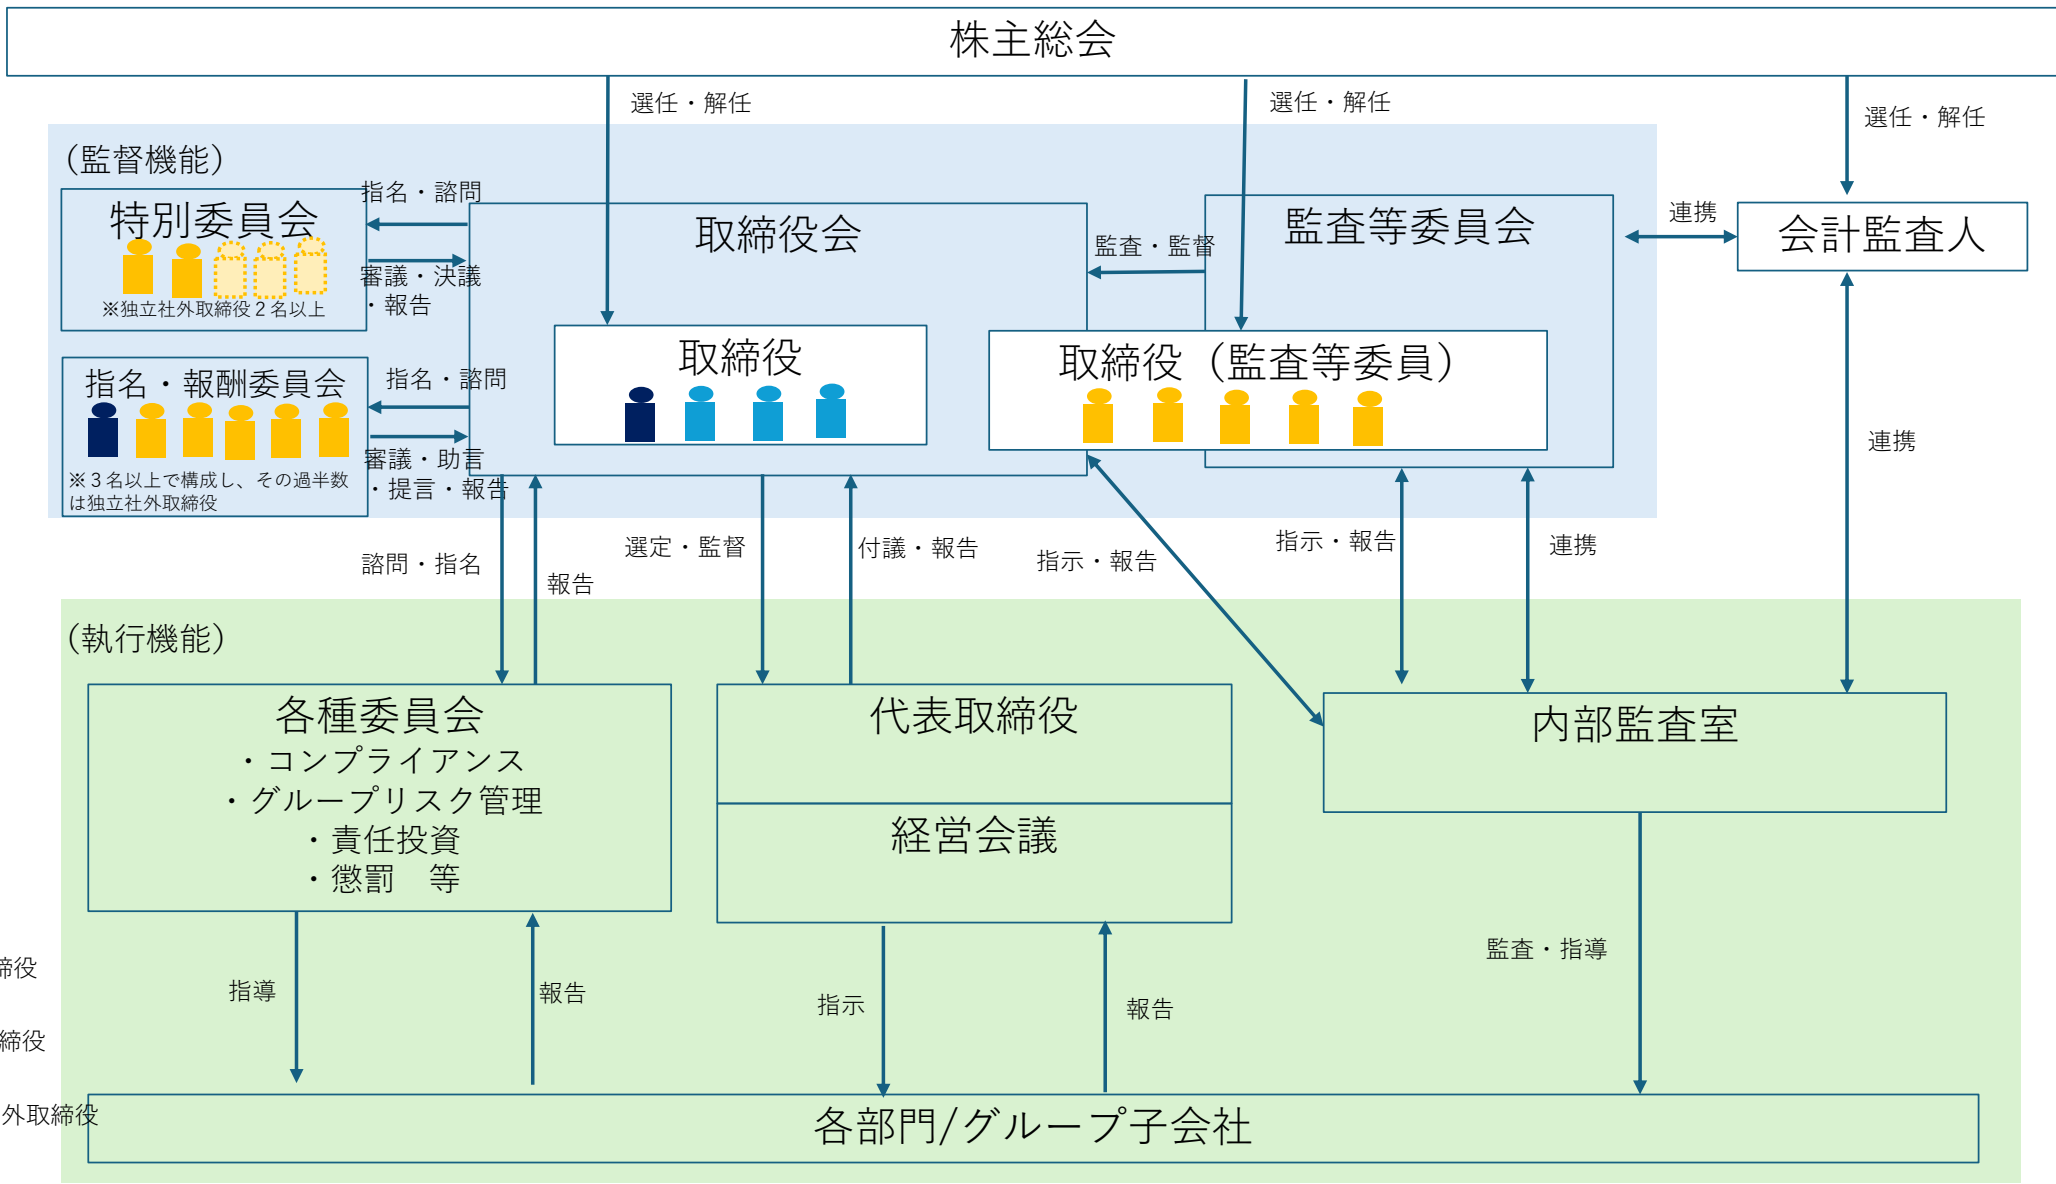 株主総会
選任・解任
選任・解任
選任・解任
（監督機能）
特別委員会
※独立社外取締役２名以上
指名・諮問
審議・決議
・報告
取締役会
監査・監督
監査等委員会
連携
会計監査人
取締役
取締役（監査等委員）
指名・報酬委員会
※３名以上で構成し、その過半数
は独立社外取締役
指名・諮問
審議・助言
・提言・報告
諮問・指名
報告
選定・監督
付議・報告
指示・報告
指示・報告
連携
連携
（執行機能）
各種委員会
・コンプライアンス
・グループリスク管理
・責任投資
・懲罰　等
代表取締役
経営会議
内部監査室
指導
報告
指示
報告
監査・指導
締役
締役
外取締役
各部門/グループ子会社